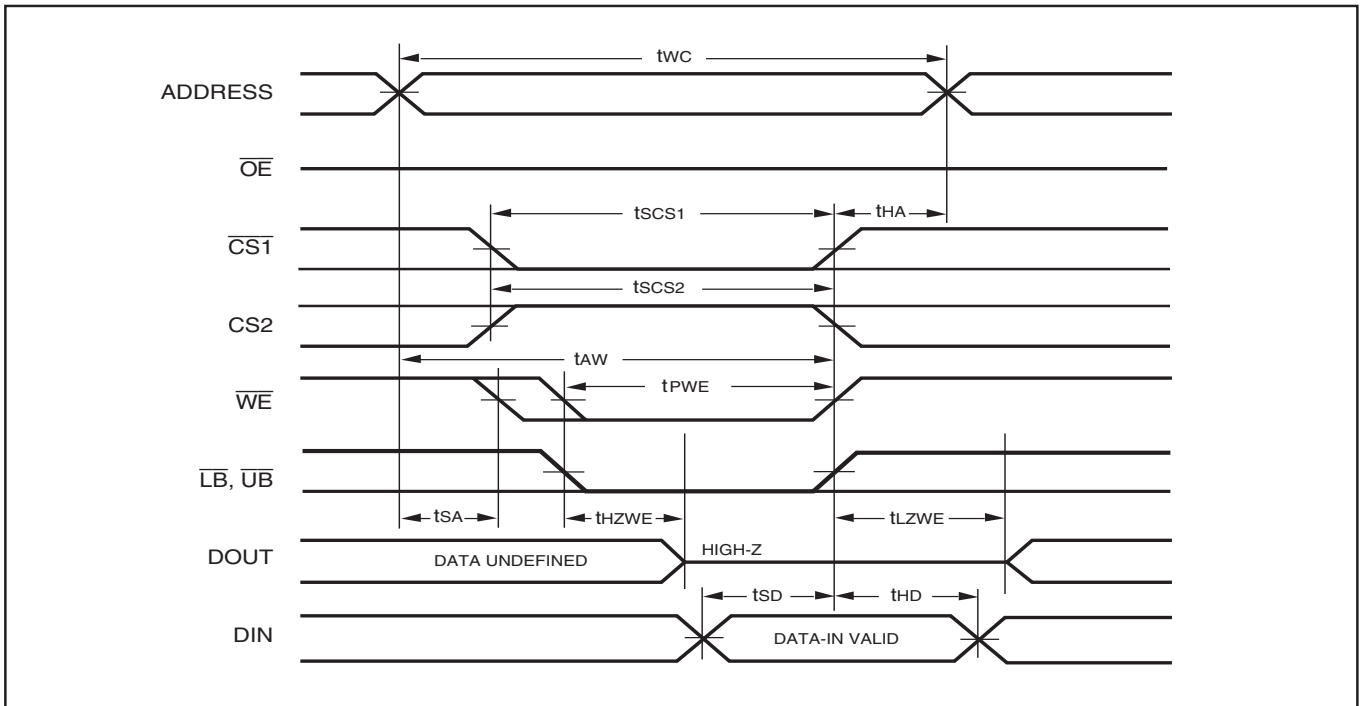 tWC
ADDRESS
OE
tSCS1
tHA
CS1
tSCS2
CS2
tAW
WE
tPWE
LB, UB
tSA
tHZWE
tLZWE
DOUT
DATA UNDEFINED
HIGH-Z
tSD
tHD
DIN
DATA-IN VALID